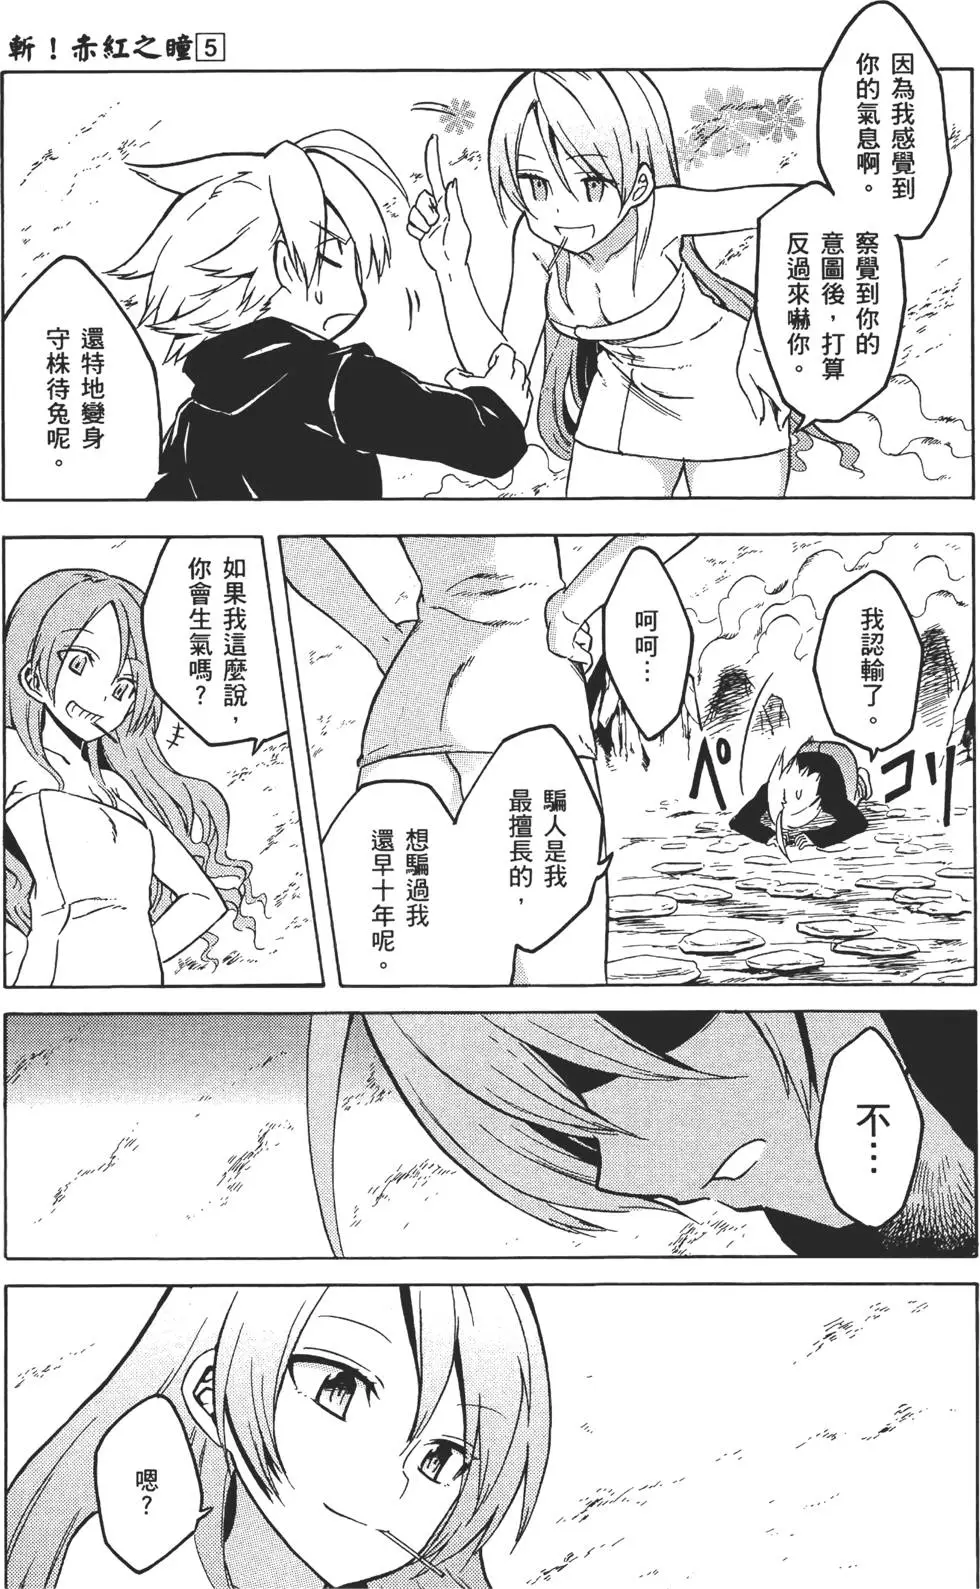 斬！赤紅之瞳 5
因為我感覺到
你的氣息啊。
察覺到你的
意圖後，打算
反過來嚇你。
還特地變身
守株待兔呢。
我認輸了。
ペコリ
呵呵…
騙人是我
最擅長的，
想騙過我
還早十年呢。
如果我這麼說，
你會生氣嗎？
不…
嗯？